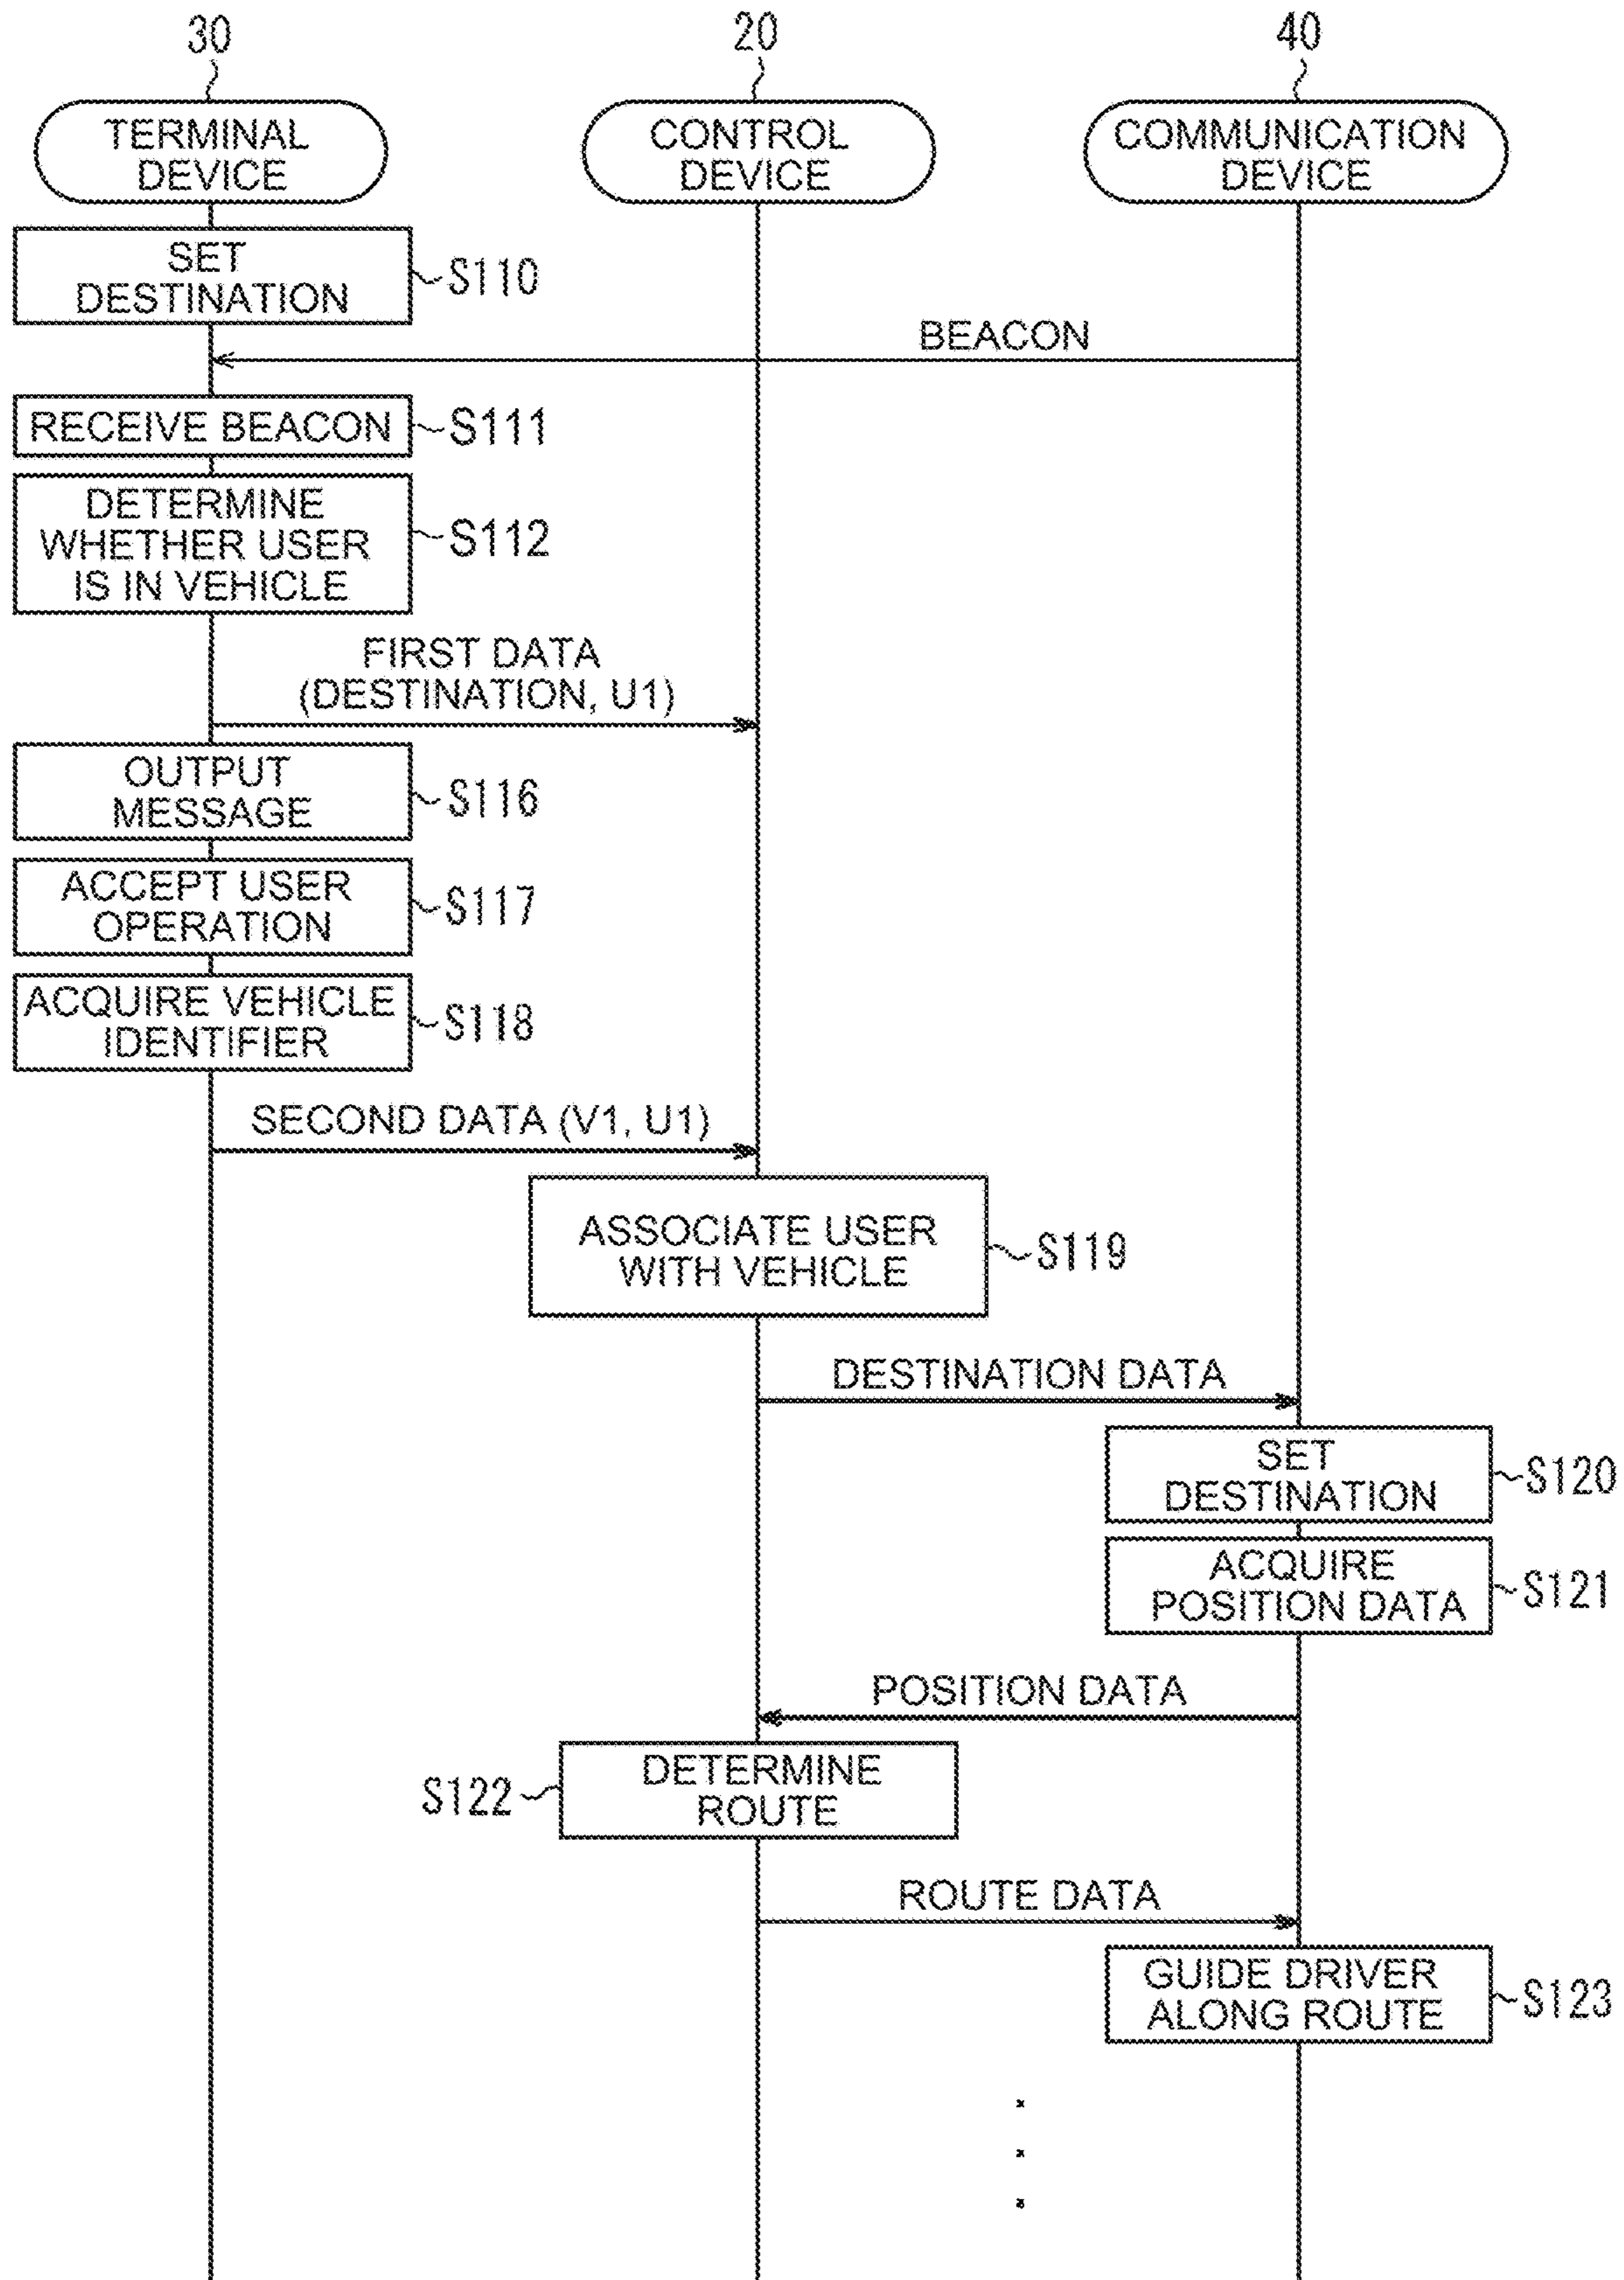 30
20
40
TERMINAL
DEVICE
CONTROL
DEVICE
COMMUNICATION
DEVICE
SET
DESTINATION
S110
BEACON
RECEIVE BEACON
S111
DETERMINE
WHETHER USER
IS IN VEHICLE
S112
FIRST DATA
(DESTINATION, U1)
OUTPUT
MESSAGE
S116
ACCEPT USER
OPERATION
S117
ACQUIRE VEHICLE
IDENTIFIER
S118
SECOND DATA (V1, U1)
ASSOCIATE USER
WITH VEHICLE
S119
DESTINATION DATA
SET
DESTINATION
S120
ACQUIRE
POSITION DATA
S121
POSITION DATA
S122
DETERMINE
ROUTE
ROUTE DATA
GUIDE DRIVER
ALONG ROUTE
S123